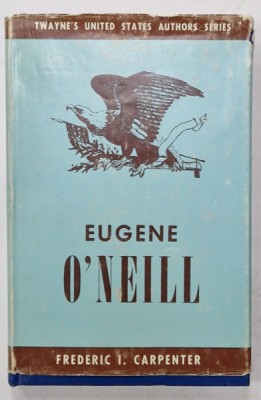 TWAYNE'S UNITED STATES AUTHORS SERIES
EUGENE
O'NEILL
FREDERIC I. CARPENTER